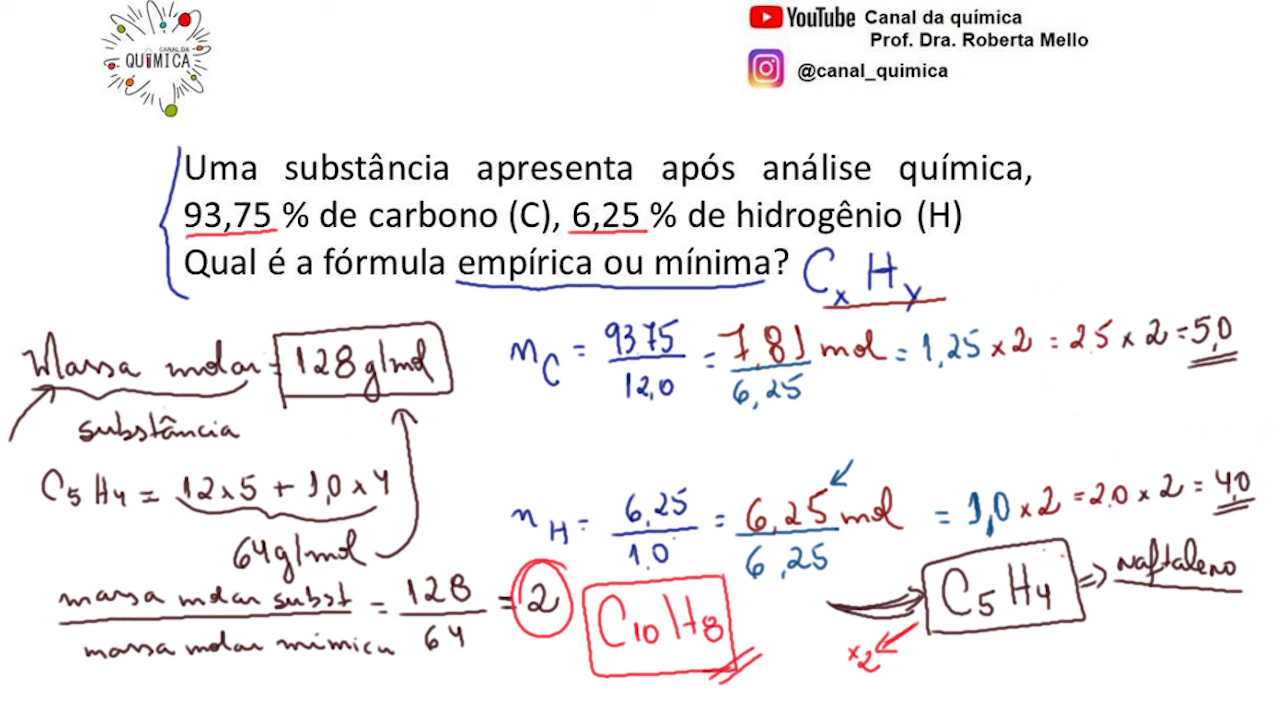 CANAL DA
QUÍMICA
YouTube Canal da química
Prof. Dra. Roberta Mello
@canal_quimica
Uma substância apresenta após análise química,
93,75 % de carbono (C), 6,25 % de hidrogênio (H)
Qual é a fórmula empírica ou mínima? CxHy
Massa molar = 128 g/mol
substância
nC = 93,75/12,0 = 7,81 mol/6,25 = 1,25 x 2 = 2,5 x 2 = 5,0
C5H4 = 12x5 + 1,0x4
64 g/mol
nH = 6,25/1,0 = 6,25 mol/6,25 = 1,0 x 2 = 2,0 x 2 = 4,0
massa molar subst/massa molar mínima = 128/64 = 2
C10H8
C5H4 => naftaleno
x2